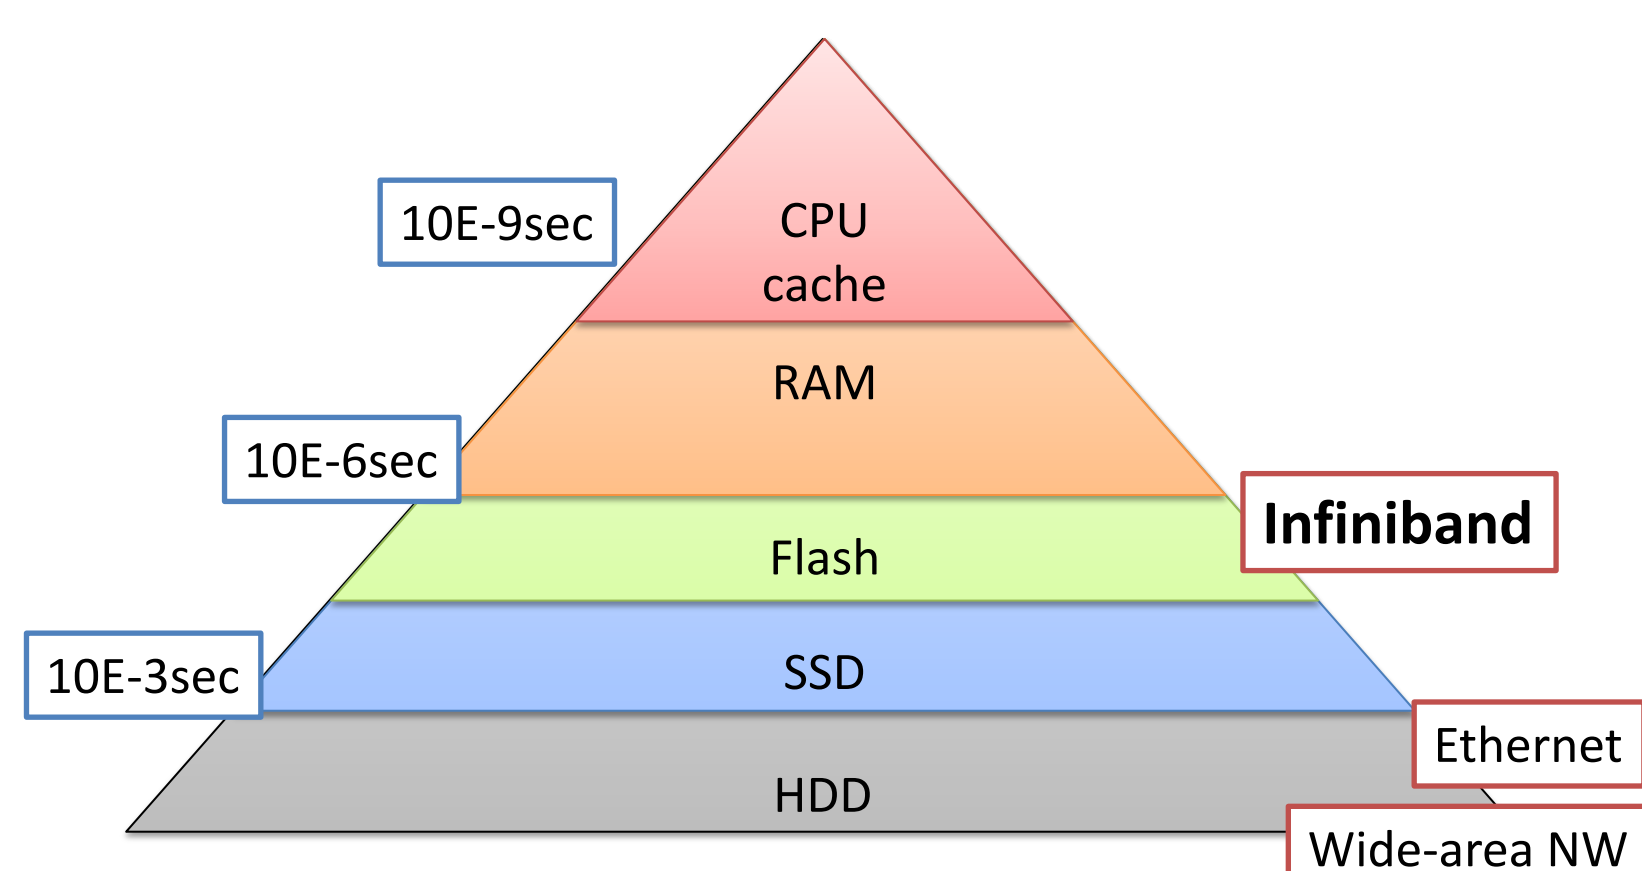 10E-9sec
CPU
cache
RAM
10E-6sec
Infiniband
Flash
10E-3sec
SSD
Ethernet
HDD
Wide-area NW